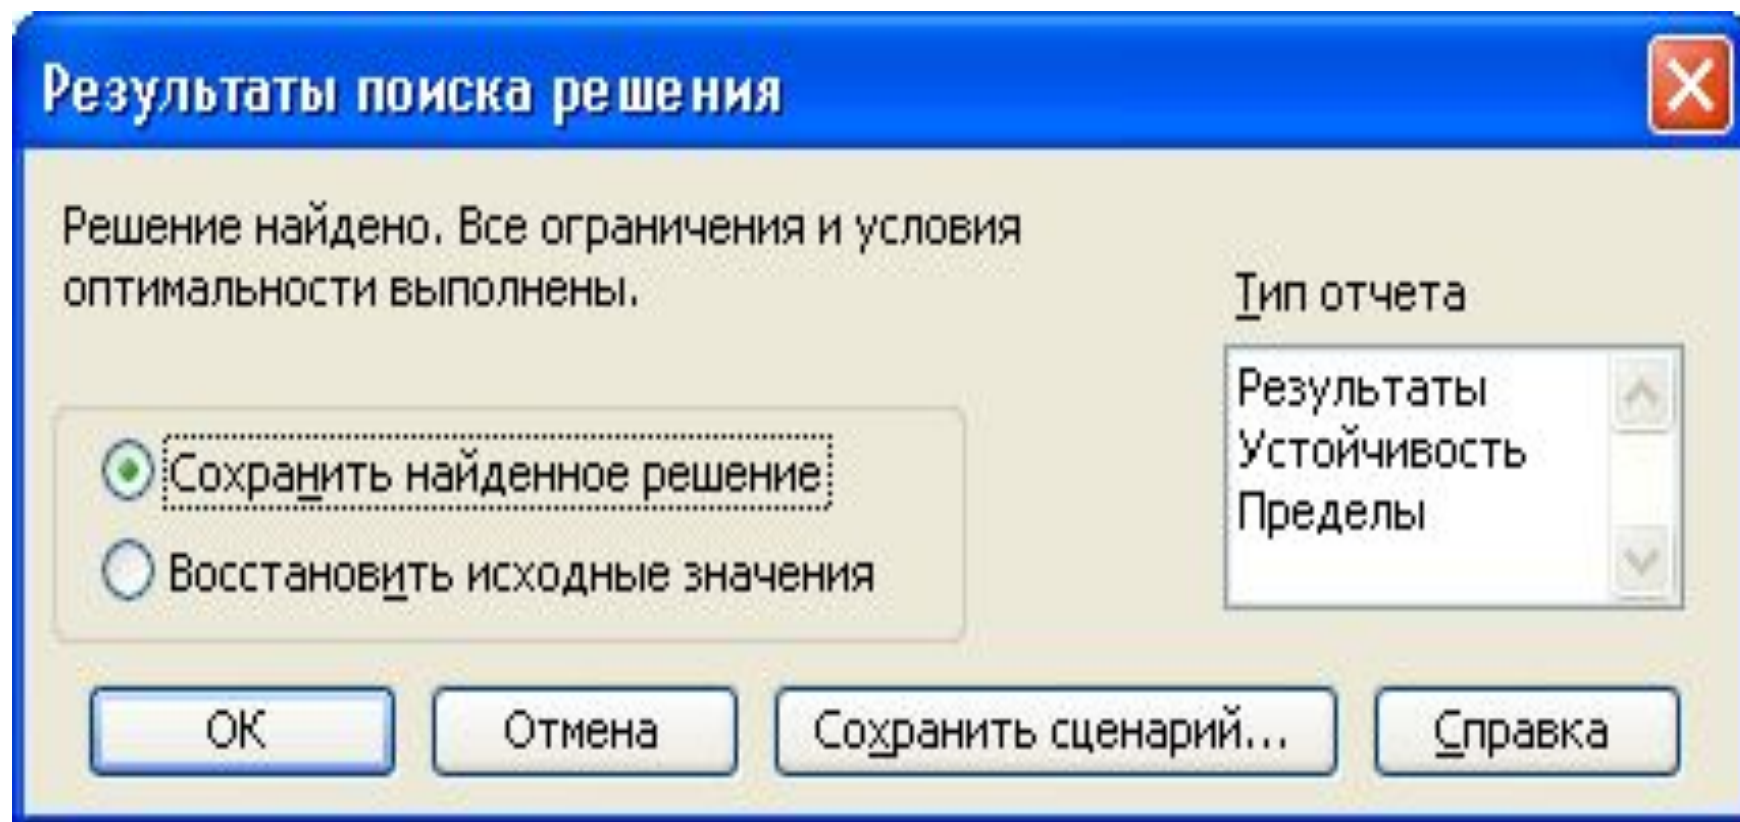 Результаты поиска решения
Решение найдено. Все ограничения и условия
оптимальности выполнены.
Тип отчета
Результаты
Устойчивость
Пределы
Сохранить найденное решение
Восстановить исходные значения
ОК
Отмена
Сохранить сценарий...
Справка